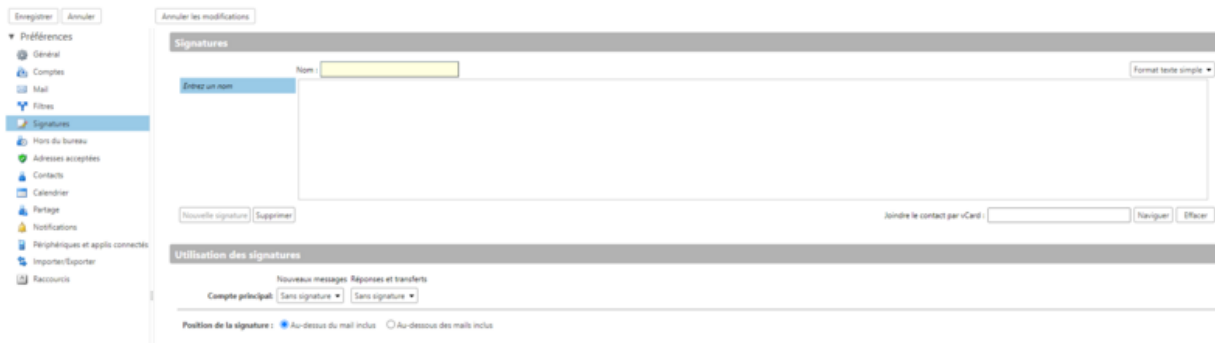 Enregistrer Annuler Annuler les modifications
Préférences
Général
Comptes
Mail
Filtres
Signatures
Hors du bureau
Adresses acceptées
Contacts
Calendrier
Partage
Notifications
Périphériques et applis connectés
Importer/Exporter
Raccourcis
Signatures
Nom : Format texte simple
Entrez un nom
Nouvelle signature Supprimer Joindre le contact par vCard : Naviguer Effacer
Utilisation des signatures
Nouveaux messages Réponses et transferts
Compte principal: Sans signature Sans signature
Position de la signature : Au-dessus du mail inclus Au-dessous des mails inclus